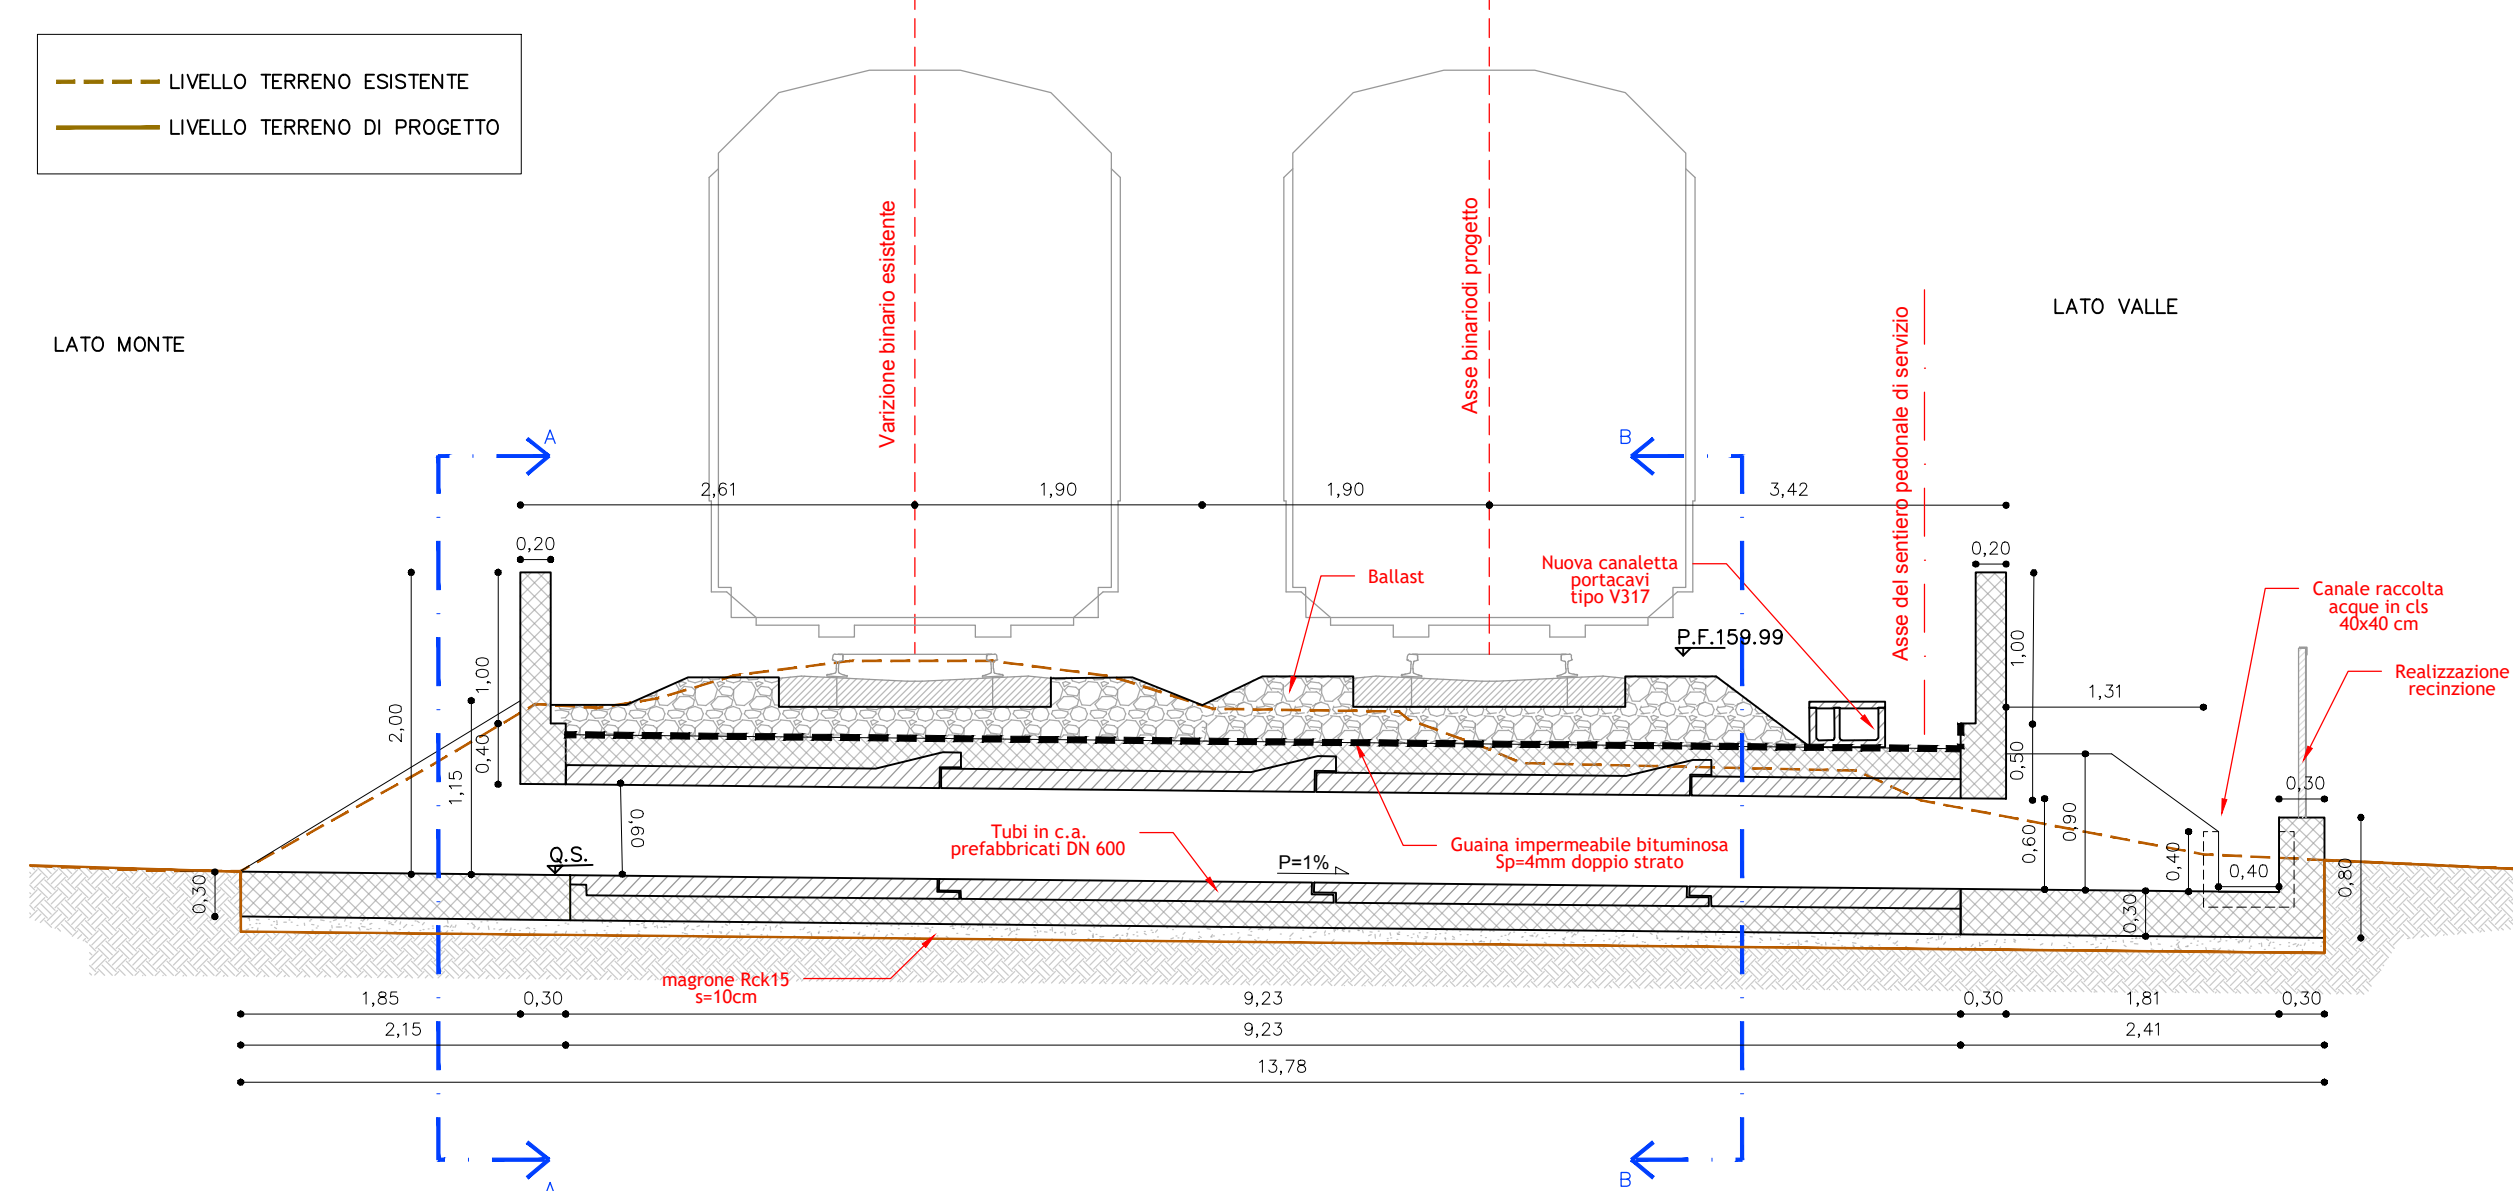 LIVELLO TERRENO ESISTENTE
LIVELLO TERRENO DI PROGETTO
LATO MONTE
LATO VALLE
Varizione binario esistente
Asse binariodi progetto
Asse del sentiero pedonale di servizio
A
B
2,61
1,90
1,90
3,42
0,20
0,20
Ballast
Nuova canaletta
portacavi
tipo V317
P.F.159.99
Canale raccolta
acque in cls
40x40 cm
Realizzazione
recinzione
2,00
1,00
0,40
1,15
0,60
1,00
0,50
1,31
0,30
0,90
0,60
0,40
0,40
0,80
0,30
0,30
Q.S.
Tubi in c.a.
prefabbricati DN 600
P=1%
Guaina impermeabile bituminosa
Sp=4mm doppio strato
magrone Rck15
s=10cm
1,85
0,30
9,23
0,30
1,81
0,30
2,15
9,23
2,41
13,78
A
B